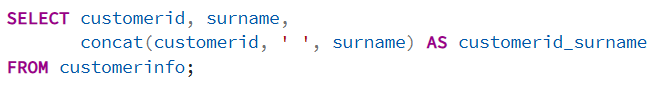 SELECT customerid, surname,
       concat(customerid, ' ', surname) AS customerid_surname
FROM customerinfo;